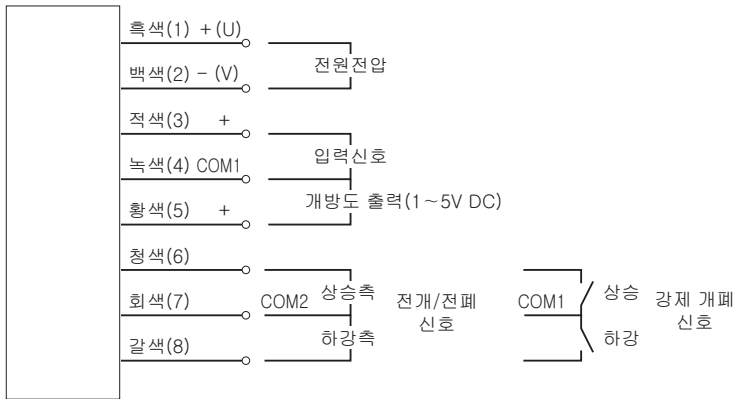 흑색(1) +(U)
백색(2) - (V)
전원전압
적색(3) +
녹색(4) COM1
입력신호
황색(5) +
개방도 출력(1~5V DC)
청색(6)
회색(7) COM2
갈색(8)
상승측
하강측
전개/전폐
신호
COM1
상승
하강
강제 개폐
신호